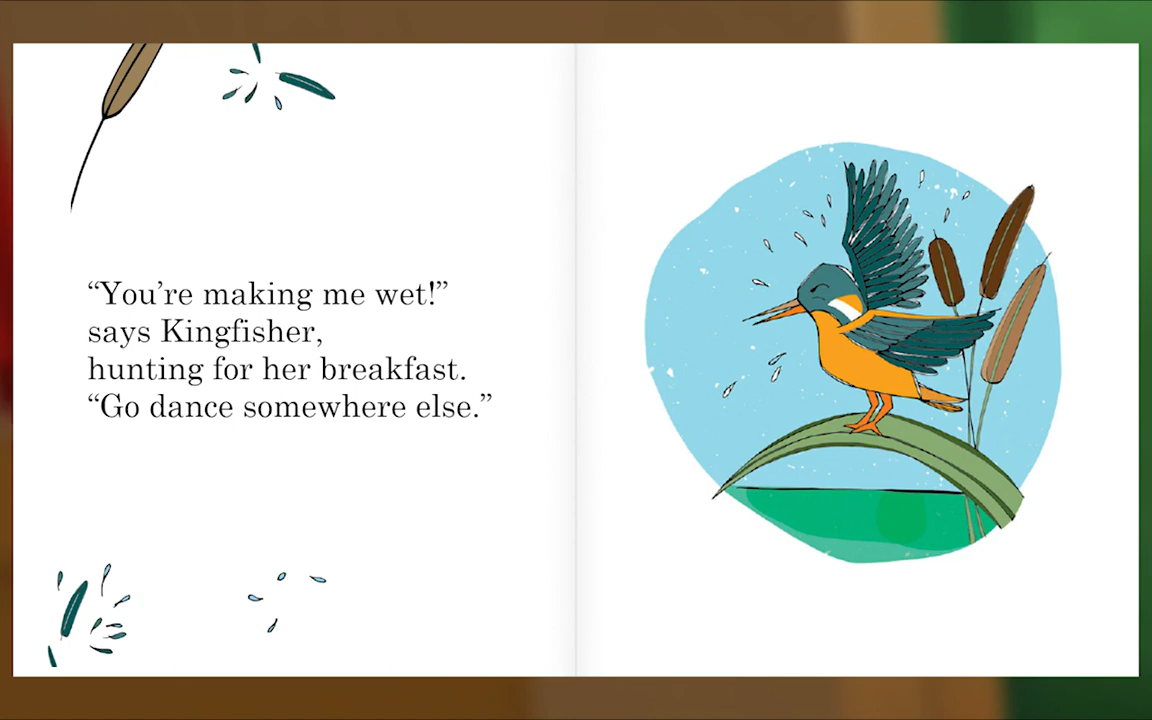 “You’re making me wet!”
says Kingfisher,
hunting for her breakfast.
“Go dance somewhere else.”